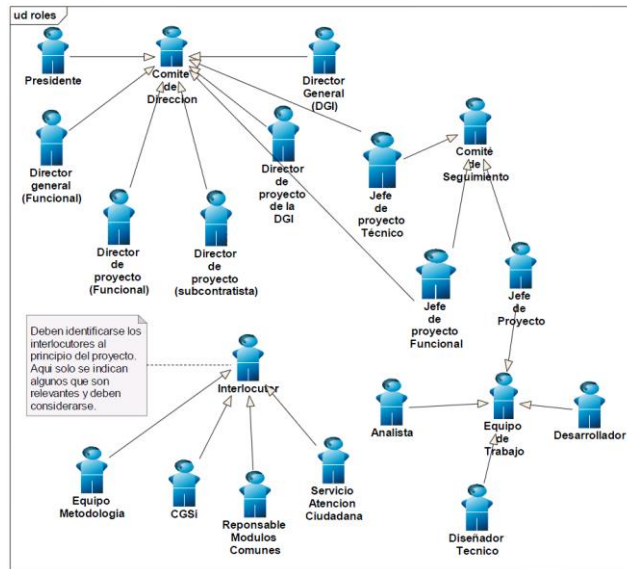 ud roles
Presidente
Comite
de
Direccion
Director
General
(DGI)
Director
general
(Funcional)
Director
de
proyecto
(Funcional)
Director
de
proyecto
(subcontratista)
Director
de
proyecto
de la
DGI
Jefe
de
proyecto
Técnico
Comité
de
Seguimiento
Jefe
de
proyecto
Funcional
Jefe
de
Proyecto
Deben identificarse los
interlocutores al
principio del proyecto.
Aqui solo se indican
algunos que son
relevantes y deben
considerarse.
Interlocutor
Equipo
Metodologia
CGSi
Reponsable
Modulos
Comunes
Servicio
Atencion
Ciudadana
Analista
Equipo
de
Trabajo
Desarrollador
Diseñador
Tecnico